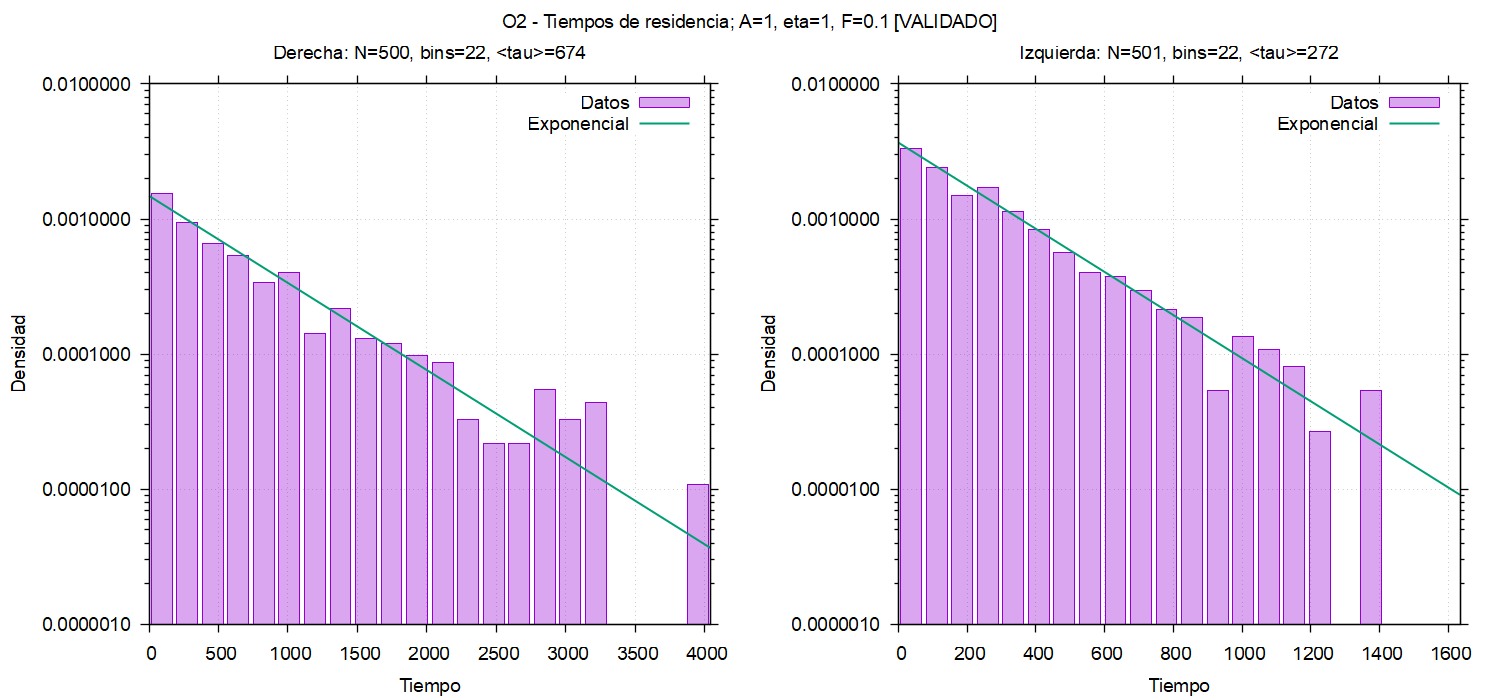 O2 - Tiempos de residencia; A=1, eta=1, F=0.1 [VALIDADO]
Derecha: N=500, bins=22, <tau>=674
0.0100000
0.0010000
0.0001000
0.0000100
0.0000010
Densidad
Datos
Exponencial
0 500 1000 1500 2000 2500 3000 3500 4000
Tiempo
Izquierda: N=501, bins=22, <tau>=272
0.0100000
0.0010000
0.0001000
0.0000100
0.0000010
Densidad
Datos
Exponencial
0 200 400 600 800 1000 1200 1400 1600
Tiempo